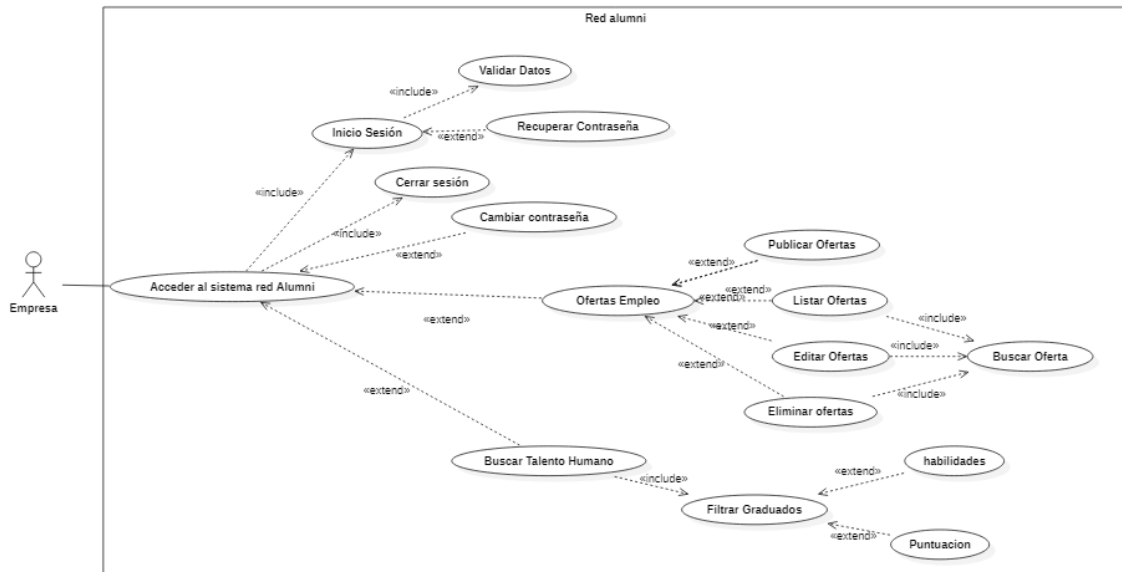 Red alumni
Validar Datos
«include»
Inicio Sesión
«extend»
Recuperar Contraseña
«include»
Cerrar sesión
«include»
Cambiar contraseña
«extend»
Empresa
Acceder al sistema red Alumni
«extend»
Ofertas Empleo
Publicar Ofertas
«extend»
«extend»
«extend»
Listar Ofertas
«include»
«extend»
Editar Ofertas
«include»
Buscar Oferta
«extend»
Eliminar ofertas
«include»
«extend»
Buscar Talento Humano
«include»
Filtrar Graduados
«extend»
habilidades
«extend»
Puntuacion